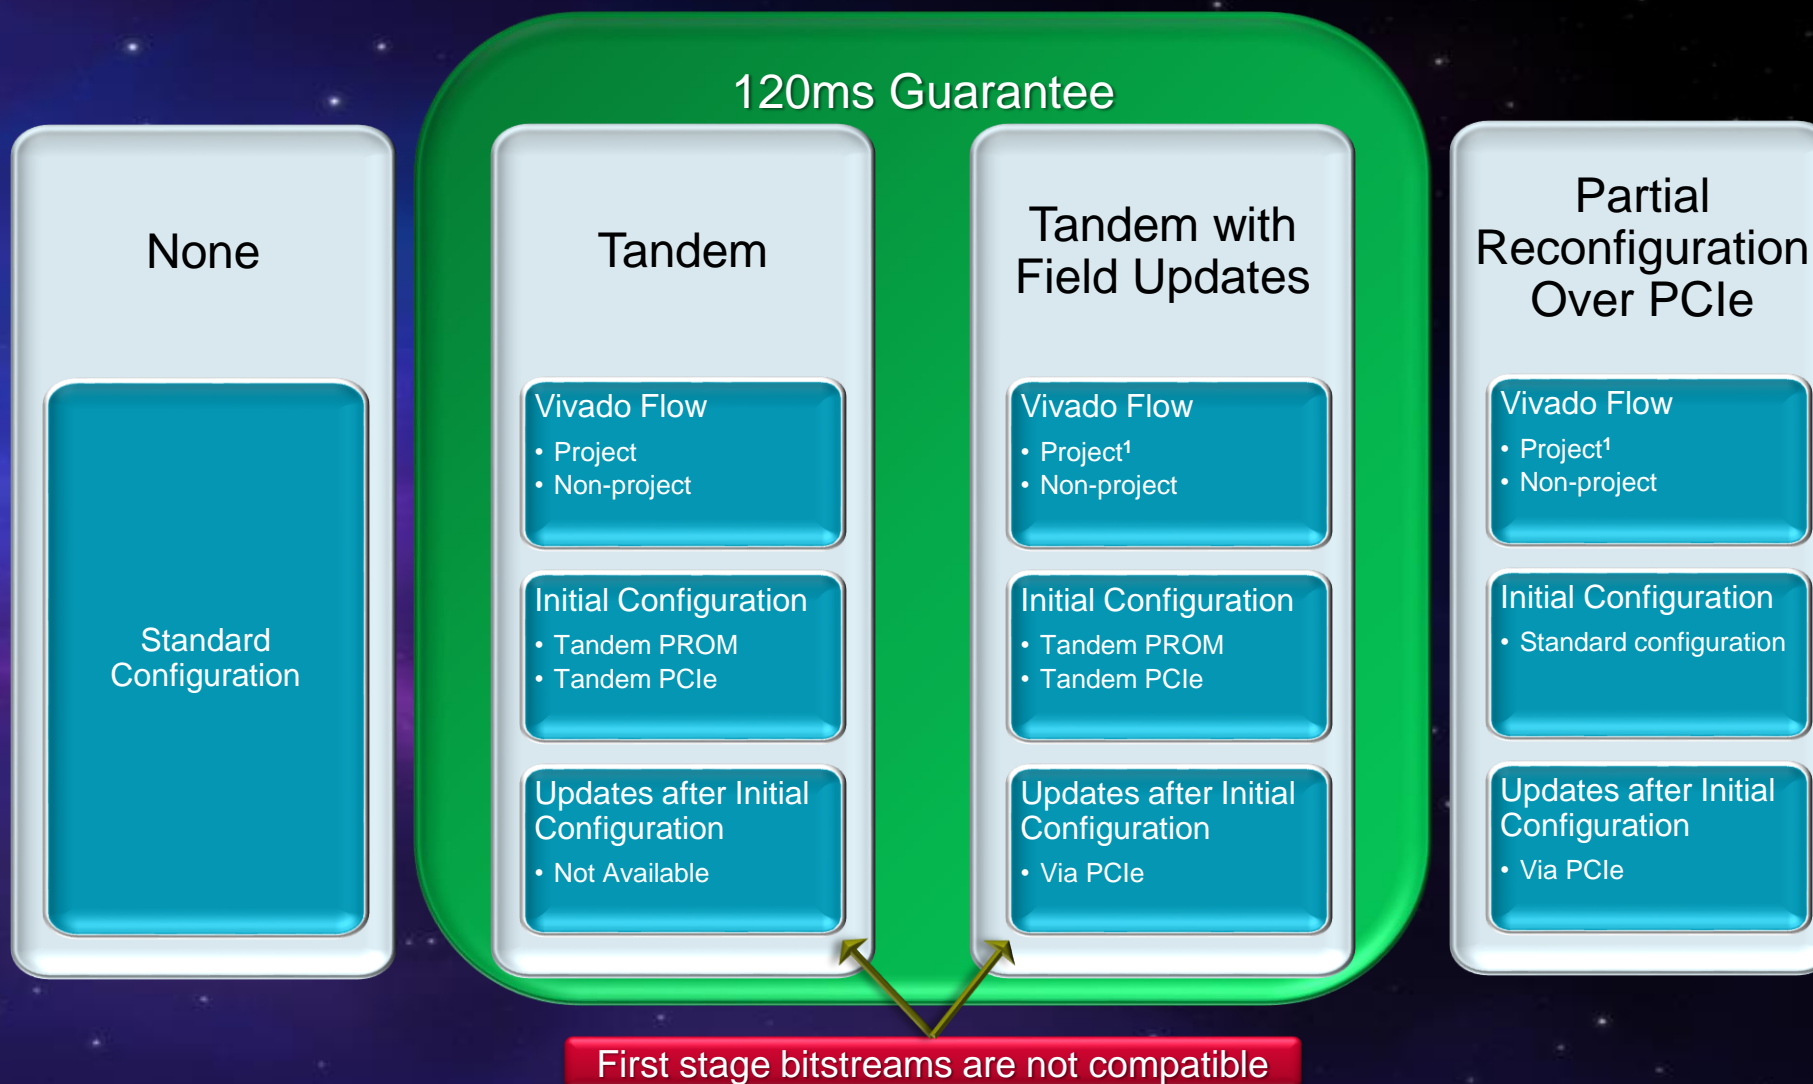 120ms Guarantee
None
Standard
Configuration
Tandem
Vivado Flow
• Project
• Non-project
Initial Configuration
• Tandem PROM
• Tandem PCIe
Updates after Initial
Configuration
• Not Available
Tandem with
Field Updates
Vivado Flow
• Project¹
• Non-project
Initial Configuration
• Tandem PROM
• Tandem PCIe
Updates after Initial
Configuration
• Via PCIe
Partial
Reconfiguration
Over PCIe
Vivado Flow
• Project¹
• Non-project
Initial Configuration
• Standard configuration
Updates after Initial
Configuration
• Via PCIe
First stage bitstreams are not compatible